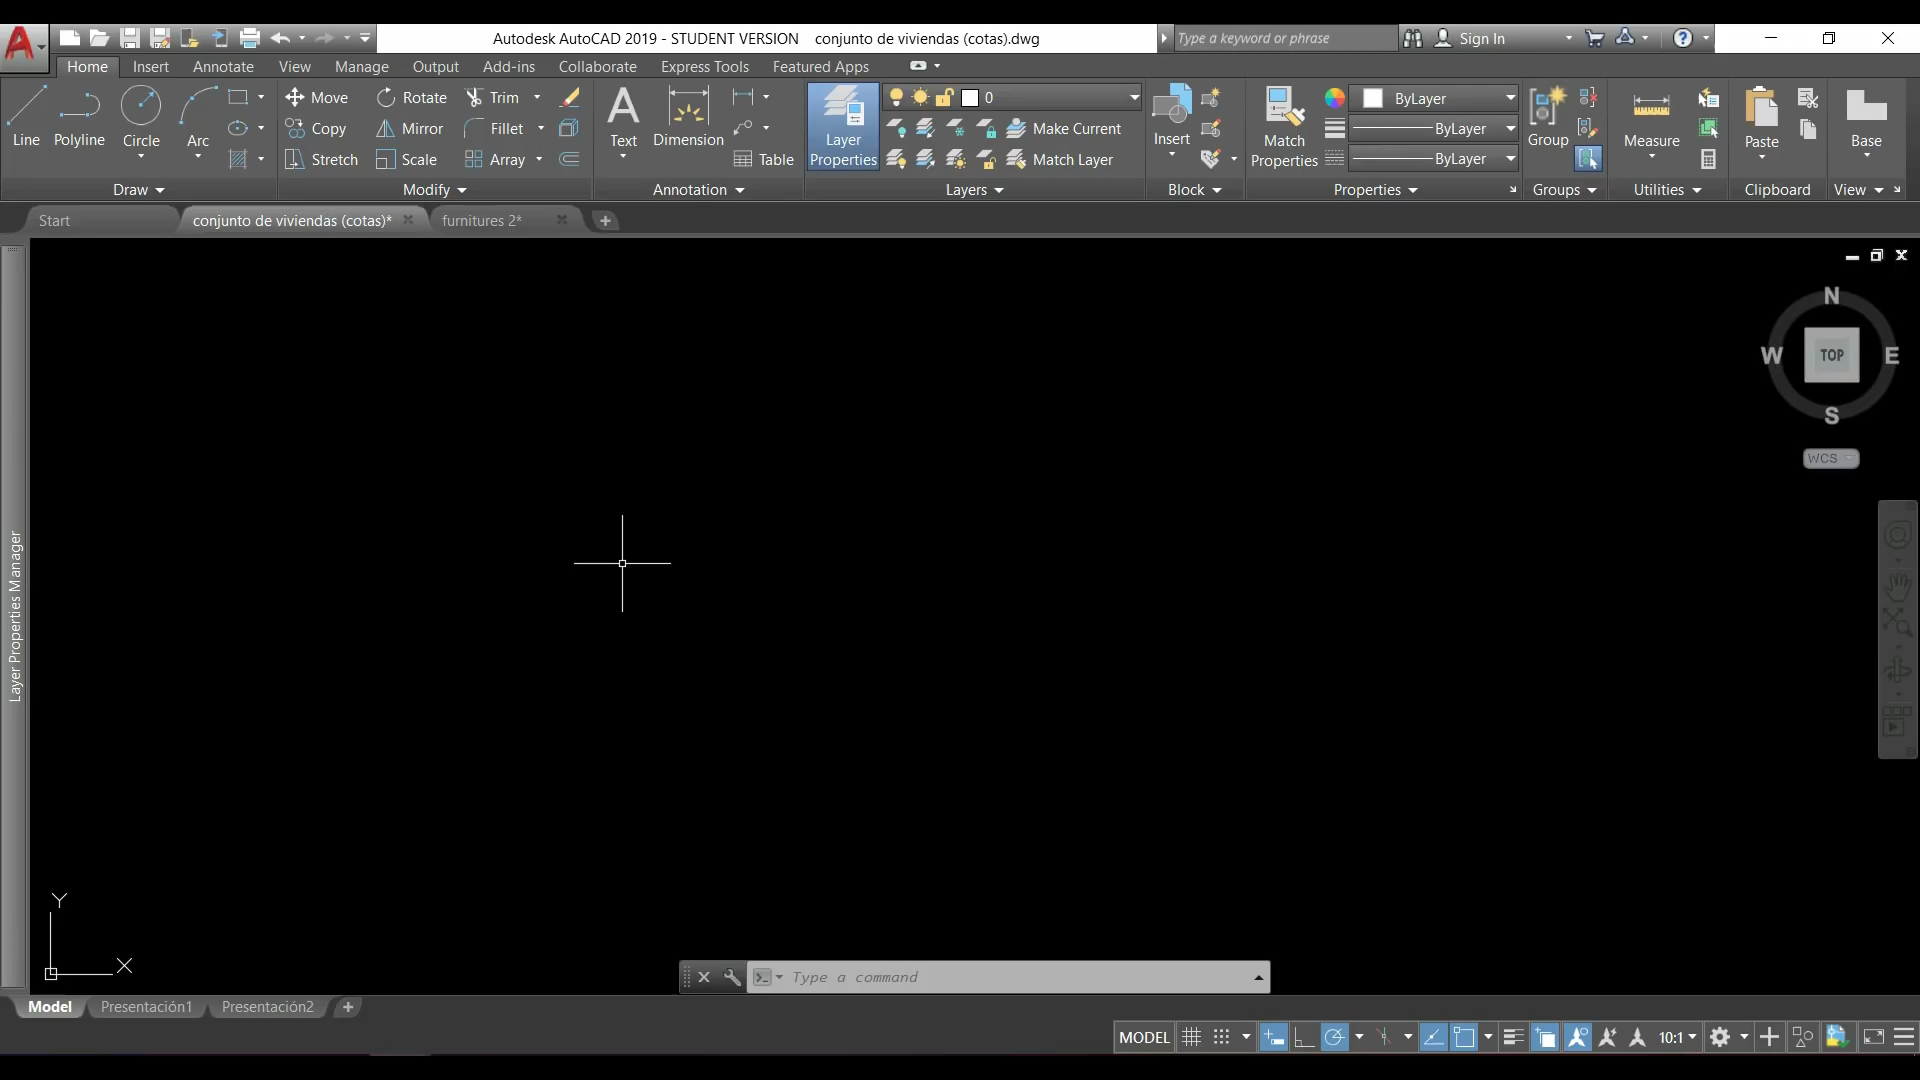 Autodesk AutoCAD 2019 - STUDENT VERSION conjunto de viviendas (cotas).dwg
Type a keyword or phrase
Sign In
Home Insert Annotate View Manage Output Add-ins Collaborate Express Tools Featured Apps
Line Polyline Circle Arc
Move Rotate Trim
Copy Mirror Fillet
Stretch Scale Array
Text Dimension Table
Layer Properties
0
Make Current
Match Layer
Insert
Match Properties
ByLayer
ByLayer
ByLayer
Group
Measure
Paste
Base
Draw Modify Annotation Layers Block Properties Groups Utilities Clipboard View
Start conjunto de viviendas (cotas)* furnitures 2*
N
W TOP E
S
WCS
Layer Properties Manager
Y
X
Type a command
Model Presentación1 Presentación2
MODEL 10:1